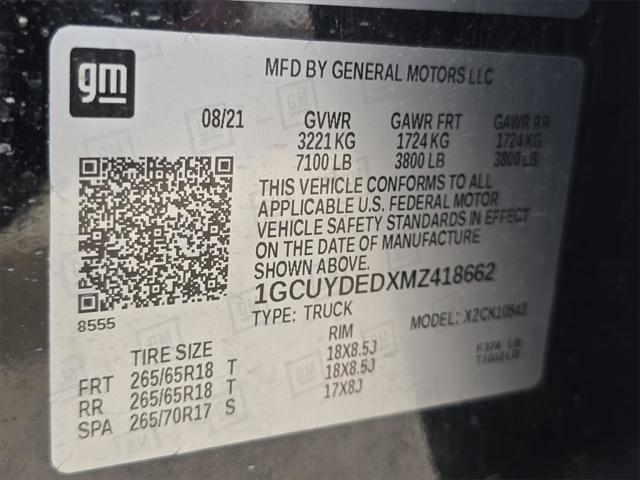 gm
MFD BY GENERAL MOTORS LLC
08/21 GVWR GAWR FRT GAWR RR
3221 KG 1724 KG 1724 KG
7100 LB 3800 LB 3800 LB
THIS VEHICLE CONFORMS TO ALL
APPLICABLE U.S. FEDERAL MOTOR
VEHICLE SAFETY STANDARDS IN EFFECT
ON THE DATE OF MANUFACTURE
SHOWN ABOVE.
1GCUYDEDXMZ418662
8555
TYPE: TRUCK MODEL: X2CK10543
TIRE SIZE RIM
FRT 265/65R18 T 18X8.5J
RR 265/65R18 T 18X8.5J
SPA 265/70R17 S 17X8J
F374 LB